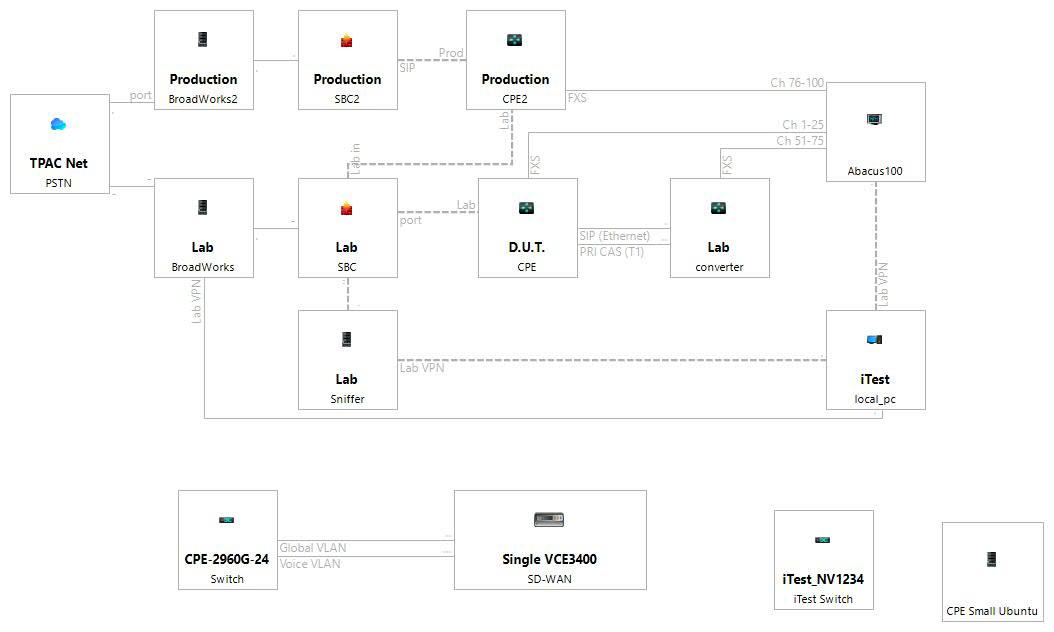 Production
BroadWorks2
Production
SBC2
Prod
SIP
Production
CPE2
port
FXS
Ch 76-100
Ch 1-25
Ch 51-75
Abacus100
TPAC Net
PSTN
Lab
Lab in
FXS
FXS
Lab
BroadWorks
Lab
SBC
Lab
port
D.U.T.
CPE
SIP (Ethernet)
PRI CAS (T1)
Lab
converter
Lab VPN
Lab VPN
Lab
Sniffer
Lab VPN
iTest
local_pc
CPE-2960G-24
Switch
Global VLAN
Voice VLAN
Single VCE3400
SD-WAN
iTest_NV1234
iTest Switch
CPE Small Ubuntu